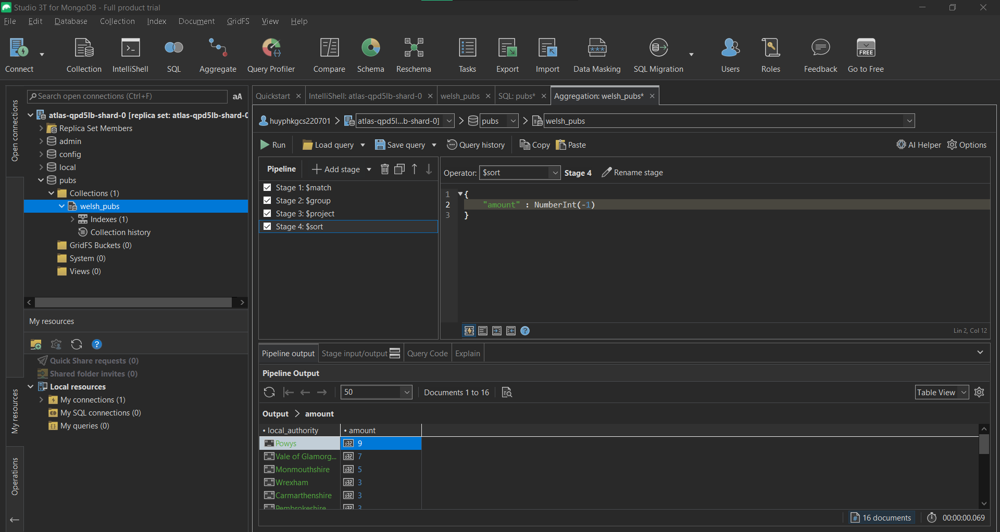 Studio 3T for MongoDB - Full product trial
File Edit Database Collection Index Document GridFS View Help
Connect Collection IntelliShell SQL Aggregate Query Profiler Compare Schema Reschema Tasks Export Import Data Masking SQL Migration Users Roles Feedback Go to Free
FREE
Open connections
Search open connections (Ctrl+F) aA
atlas-qpd5lb-shard-0 [replica set: atlas-qpd5lb-shard-0
Replica Set Members
admin
config
local
pubs
Collections (1)
welsh_pubs
Indexes (1)
Collection history
GridFS Buckets (0)
System (0)
Views (0)
My resources
My resources
Quick Share requests (0)
Shared folder invites (0)
Local resources
My connections (1)
My SQL connections (0)
My queries (0)
Operations
Quickstart IntelliShell: atlas-qpd5lb-shard-0 welsh_pubs SQL: pubs* Aggregation: welsh_pubs*
huyphkgcs220701 atlas-qpd5l...b-shard-0] pubs welsh_pubs
Run Load query Save query Query history Copy Paste AI Helper Options
Pipeline Add stage
Stage 1: $match
Stage 2: $group
Stage 3: $project
Stage 4: $sort
Operator: $sort Stage 4 Rename stage
1 {
2 "amount" : NumberInt(-1)
3 }
Lin 2, Col 12
Pipeline output Stage input/output Query Code Explain
Pipeline Output
50 Documents 1 to 16 Table View
Output > amount
local_authority amount
Powys i32 9
Vale of Glamorg... i32 7
Monmouthshire i32 5
Wrexham i32 3
Carmarthenshire i32 3
Pembrokeshire i32 3
16 documents 00:00:00.069